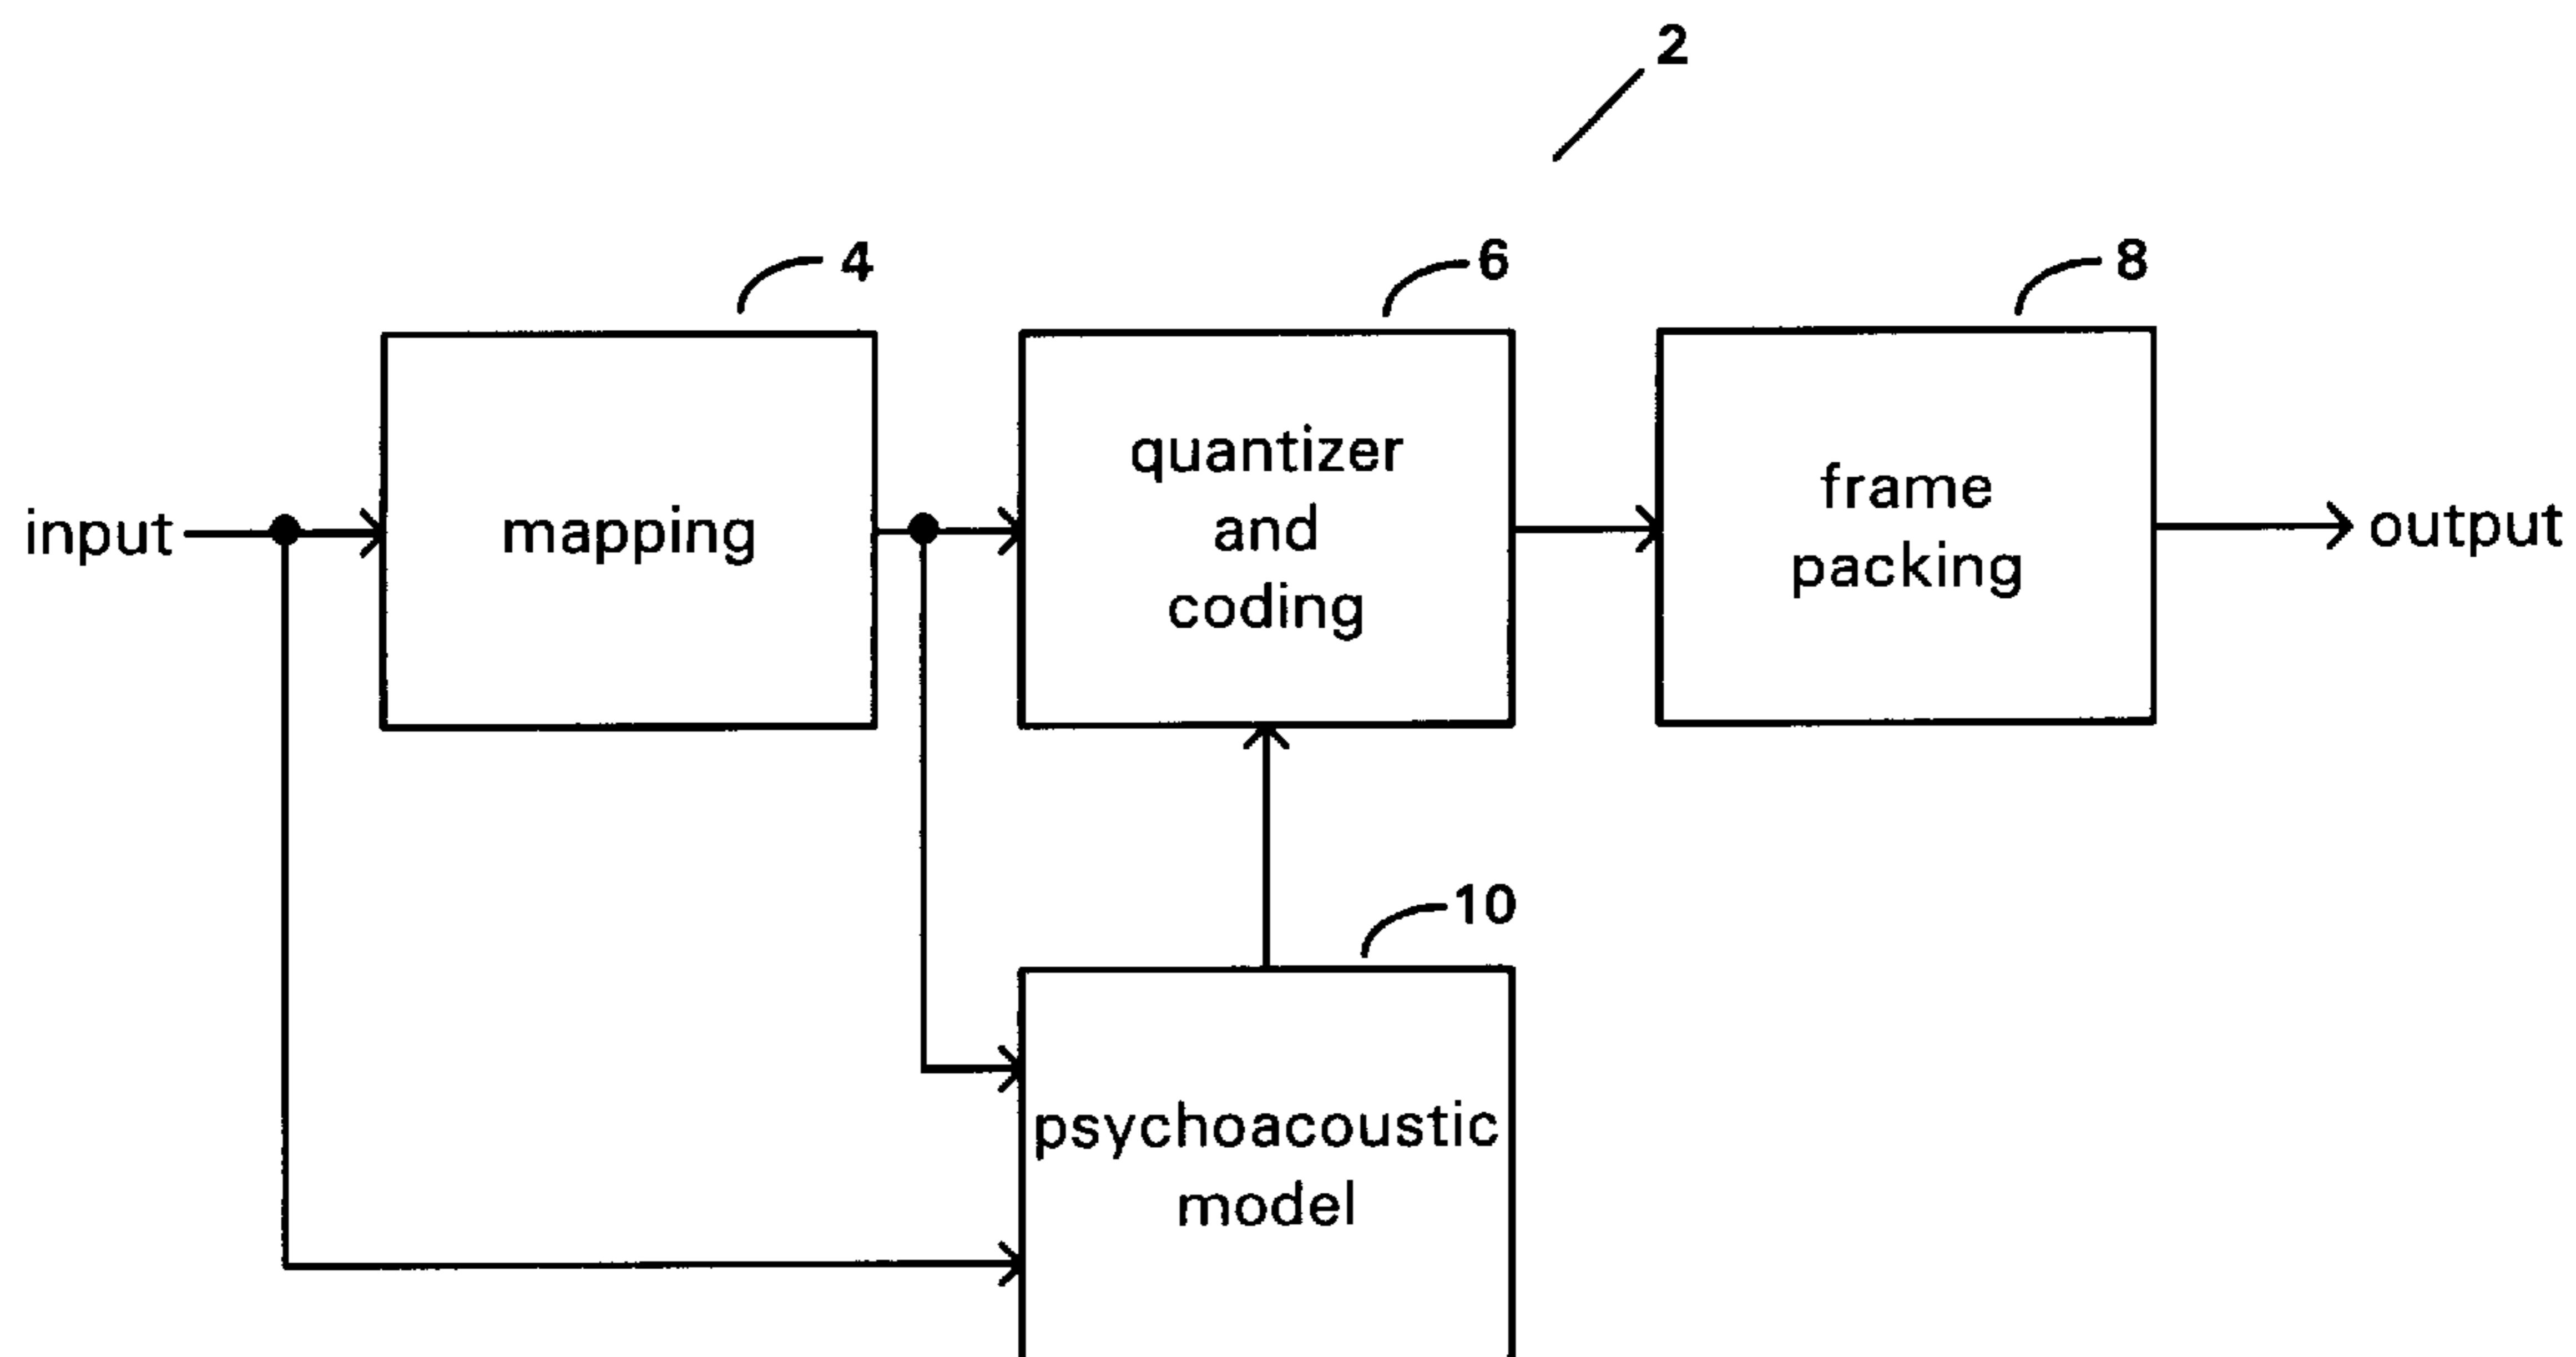 2
4
6
8
input
mapping
quantizer
and
coding
frame
packing
output
10
psychoacoustic
model